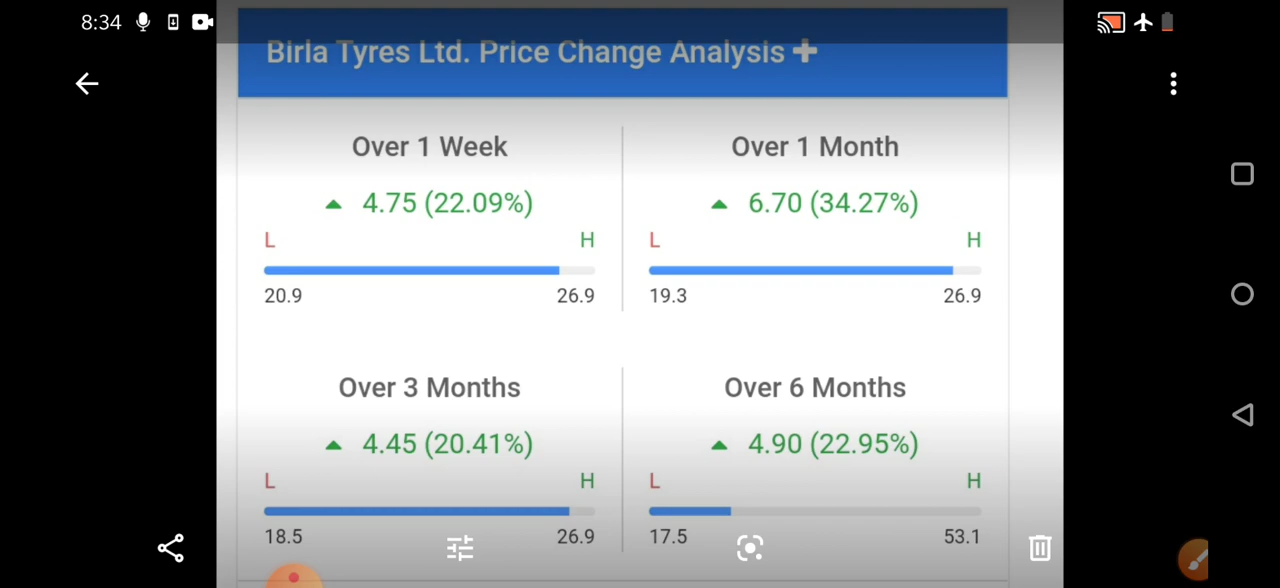 8:34
Birla Tyres Ltd. Price Change Analysis +
Over 1 Week
4.75 (22.09%)
L H
20.9 26.9
Over 1 Month
6.70 (34.27%)
L H
19.3 26.9
Over 3 Months
4.45 (20.41%)
L H
18.5 26.9
Over 6 Months
4.90 (22.95%)
L H
17.5 53.1